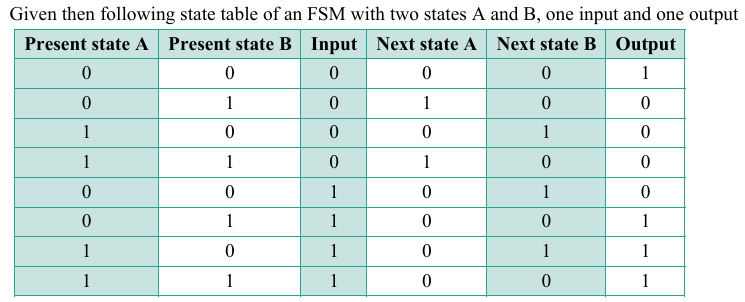 Given then following state table of an FSM with two states A and B, one input and one output
Present state A Present state B Input Next state A Next state B Output
0 0 0 0 0 1
0 1 0 1 0 0
1 0 0 0 1 0
1 1 0 1 0 0
0 0 1 0 1 0
0 1 1 0 0 1
1 0 1 0 1 1
1 1 1 0 0 1